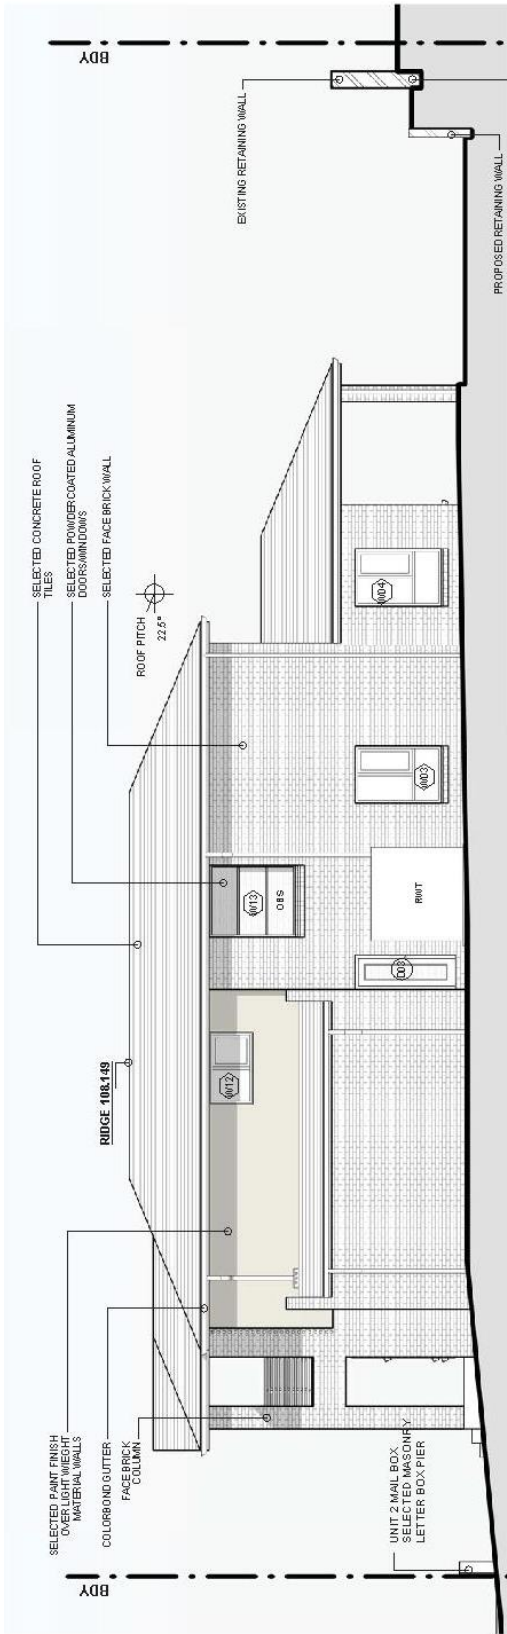 BDY
SELECTED PAINT FINISH
OVER LIGHT WIEGHT
MATERIAL WALLS
COLORBOND GUTTER
FACE BRICK
COLUMN
UNIT 2 MAIL BOX
SELECTED MASONRY
LETTER BOX PIER
RIDGE 108.149
W12
W13
OBS
D03
RWT
W03
W04
ROOF PITCH
22.5°
SELECTED CONCRETE ROOF
TILES
SELECTED POWDERCOATED ALUMINUM
DOORS/WINDOWS
SELECTED FACE BRICK WALL
EXISTING RETAINING WALL
PROPOSED RETAINING WALL
BDY